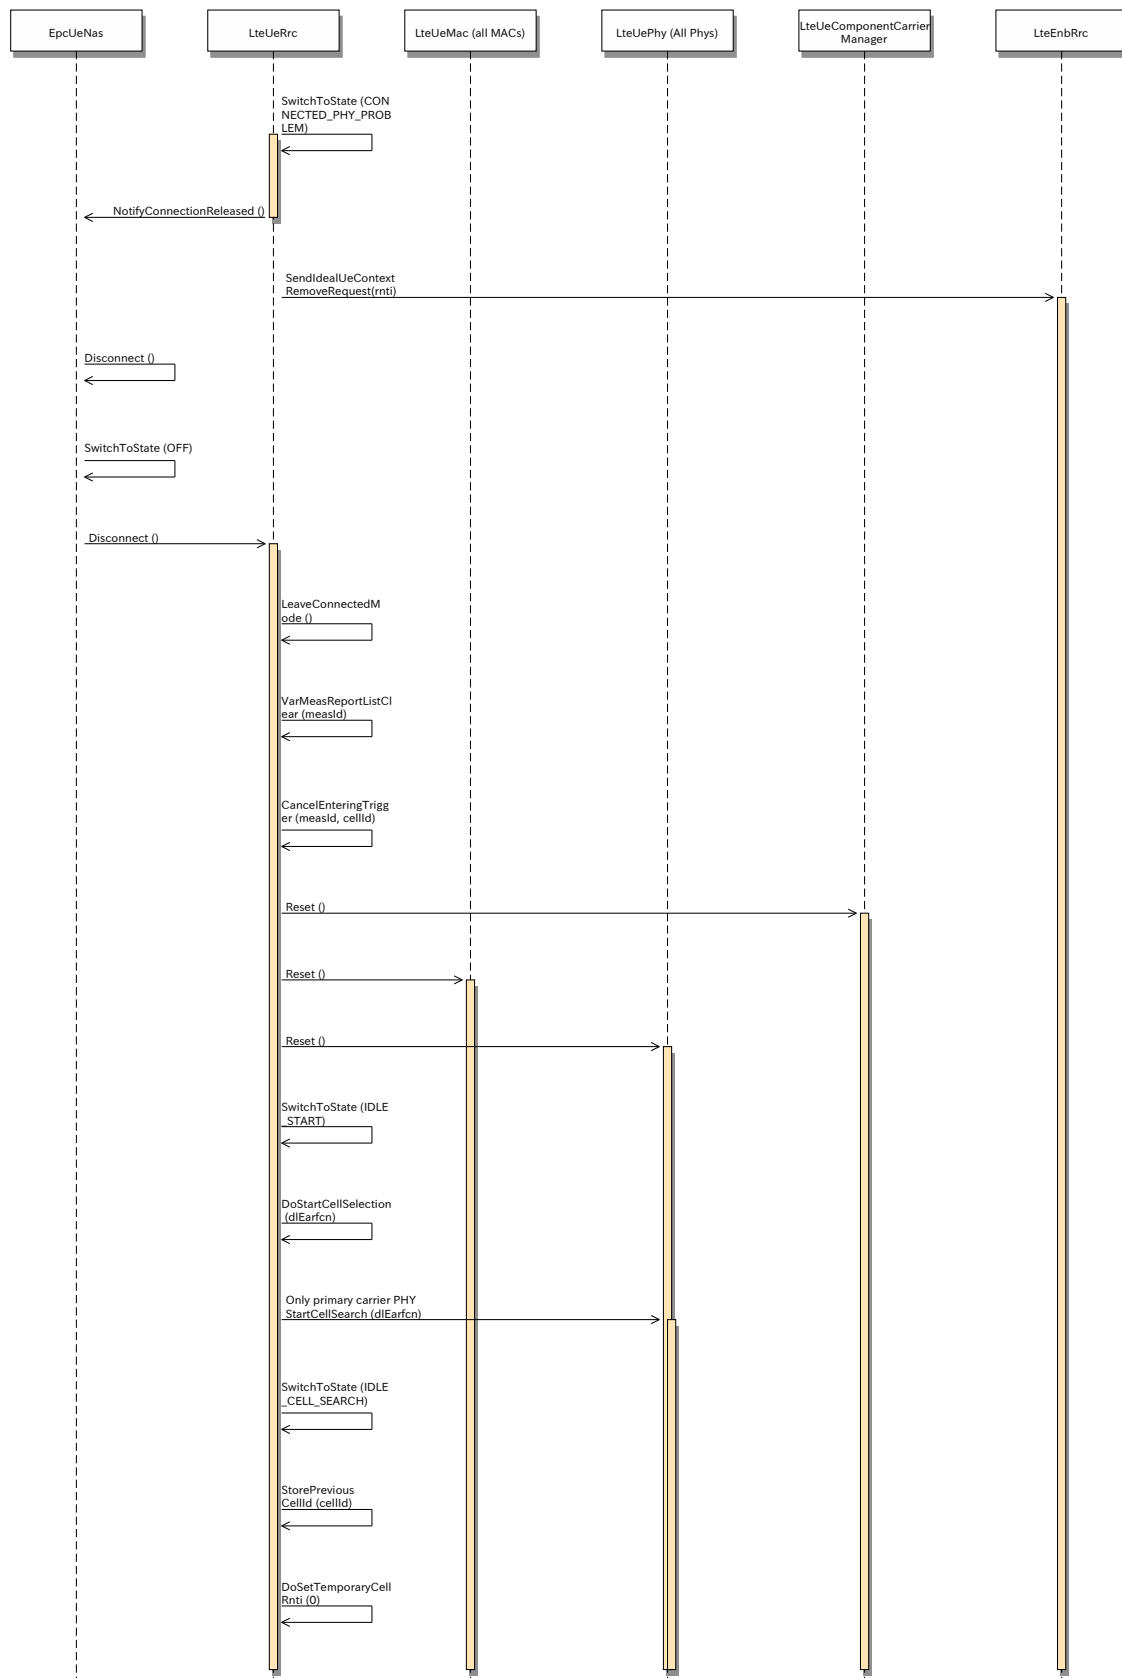 EpcUeNas
LteUeRrc
LteUeMac (all MACs)
LteUePhy (All Phys)
LteUeComponentCarrier
Manager
LteEnbRrc
SwitchToState (CON
NECTED_PHY_PROB
LEM)
NotifyConnectionReleased ()
SendIdealUeContext
RemoveRequest(rnti)
Disconnect ()
SwitchToState (OFF)
Disconnect ()
LeaveConnectedM
ode ()
VarMeasReportListCl
ear (measId)
CancelEnteringTrigg
er (measId, cellId)
Reset ()
Reset ()
Reset ()
SwitchToState (IDLE
_START)
DoStartCellSelection
(dlEarfcn)
Only primary carrier PHY
StartCellSearch (dlEarfcn)
SwitchToState (IDLE
_CELL_SEARCH)
StorePrevious
CellId (cellId)
DoSetTemporaryCell
Rnti (0)